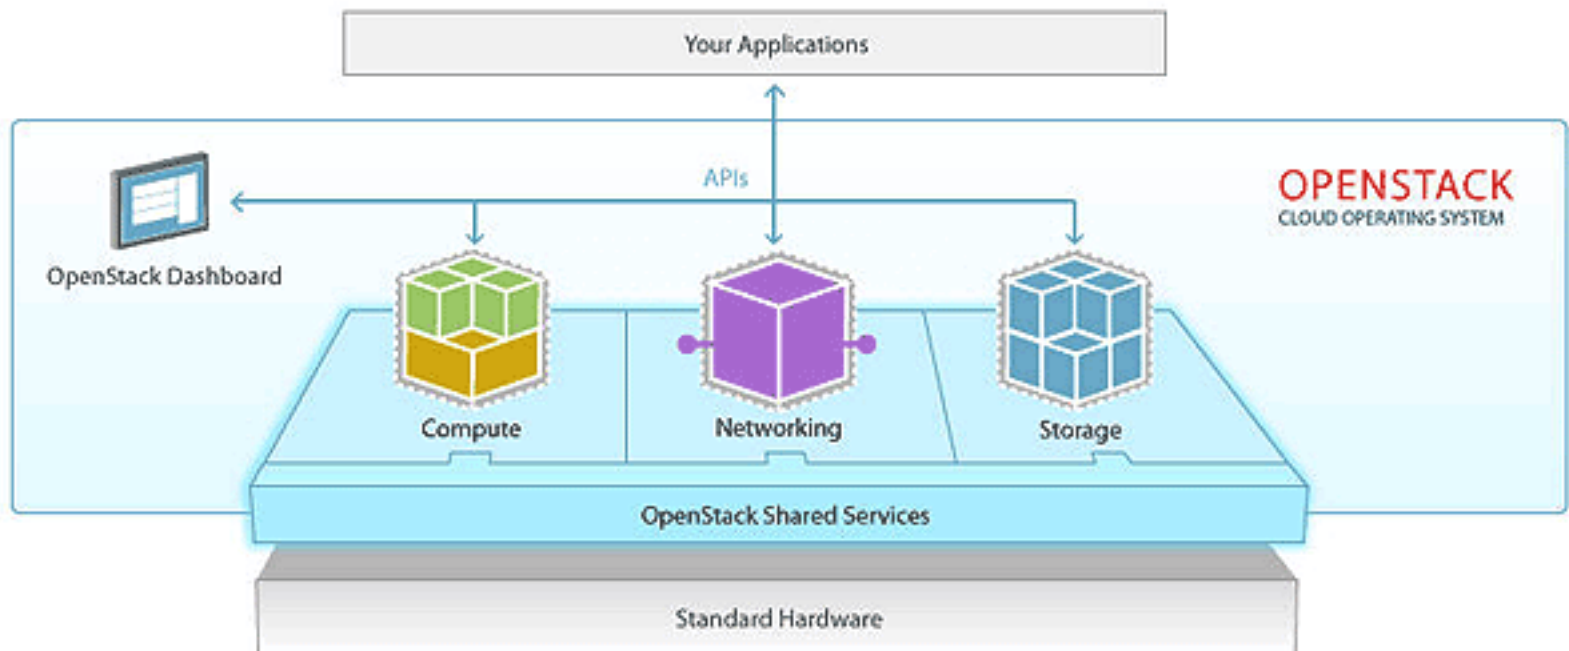 Your Applications
APIs
OPENSTACK
CLOUD OPERATING SYSTEM
OpenStack Dashboard
Compute
Networking
Storage
OpenStack Shared Services
Standard Hardware